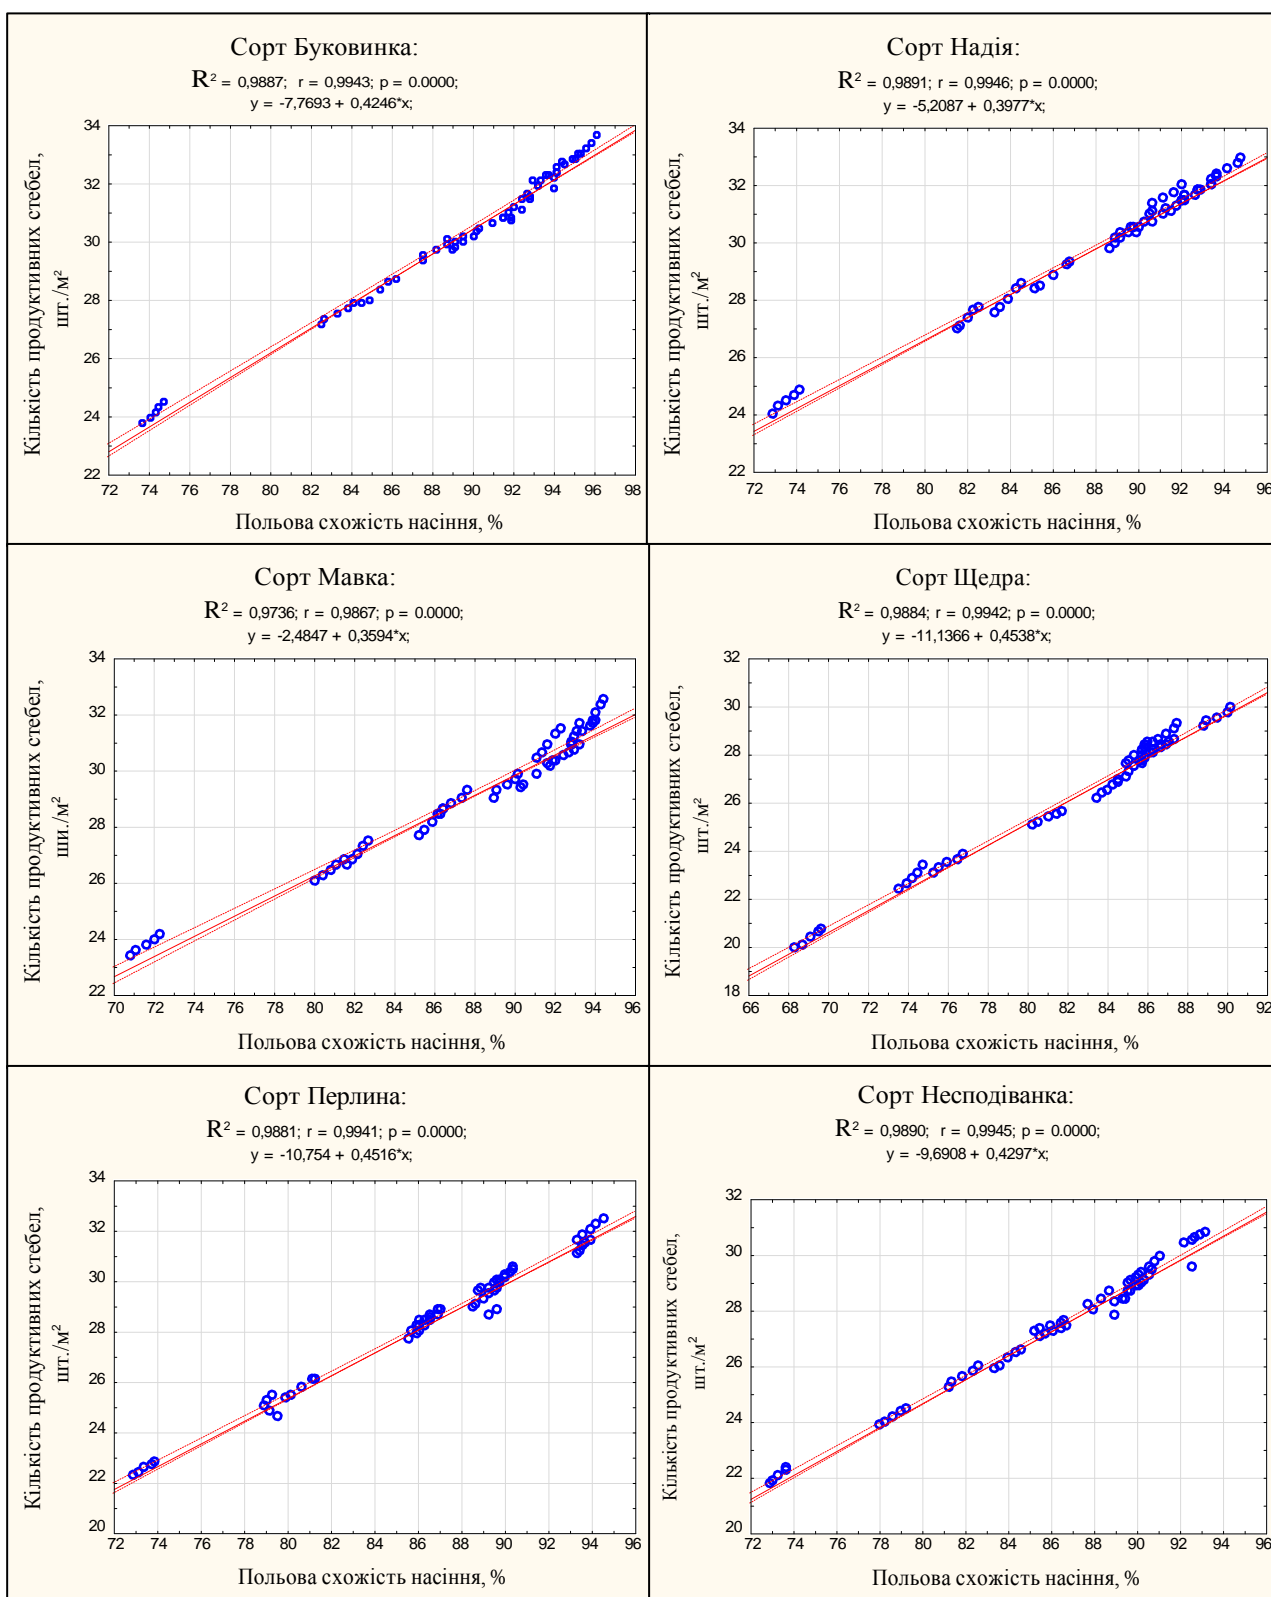 Сорт Буковинка:
R² = 0,9887; r = 0,9943; p = 0.0000;
y = -7,7693 + 0,4246*x;
Кількість продуктивних стебел,
шт./м²
34
32
30
28
26
24
22
72 74 76 78 80 82 84 86 88 90 92 94 96 98
Польова схожість насіння, %
Сорт Надія:
R² = 0,9891; r = 0,9946; p = 0.0000;
y = -5,2087 + 0,3977*x;
Кількість продуктивних стебел,
шт./м²
34
32
30
28
26
24
22
72 74 76 78 80 82 84 86 88 90 92 94 96
Польова схожість насіння, %
Сорт Мавка:
R² = 0,9736; r = 0,9867; p = 0.0000;
y = -2,4847 + 0,3594*x;
Кількість продуктивних стебел,
ши./м²
34
32
30
28
26
24
22
70 72 74 76 78 80 82 84 86 88 90 92 94 96
Польова схожість насіння, %
Сорт Щедра:
R² = 0,9884; r = 0,9942; p = 0.0000;
y = -11,1366 + 0,4538*x;
Кількість продуктивних стебел,
шт./м²
32
30
28
26
24
22
20
18
66 68 70 72 74 76 78 80 82 84 86 88 90 92
Польова схожість насіння, %
Сорт Перлина:
R² = 0,9881; r = 0,9941; p = 0.0000;
y = -10,754 + 0,4516*x;
Кількість продуктивних стебел,
шт./м²
34
32
30
28
26
24
22
20
72 74 76 78 80 82 84 86 88 90 92 94 96
Польова схожість насіння, %
Сорт Несподіванка:
R² = 0,9890; r = 0,9945; p = 0.0000;
y = -9,6908 + 0,4297*x;
Кількість продуктивних стебел,
шт./м²
32
30
28
26
24
22
20
72 74 76 78 80 82 84 86 88 90 92 94 96
Польова схожість насіння, %